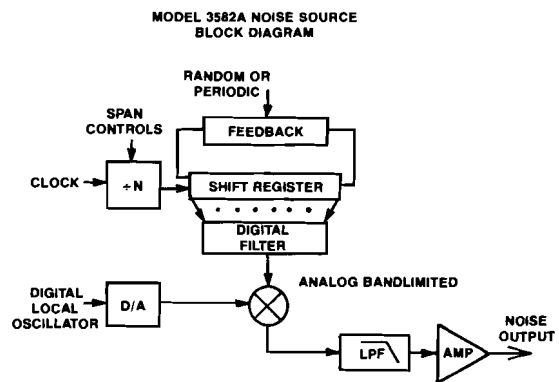 MODEL 3582A NOISE SOURCE
BLOCK DIAGRAM
RANDOM OR
PERIODIC
SPAN
CONTROLS
FEEDBACK
CLOCK
÷N
SHIFT REGISTER
DIGITAL
FILTER
ANALOG BANDLIMITED
DIGITAL
LOCAL
OSCILLATOR
D/A
NOISE
OUTPUT
LPF
AMP